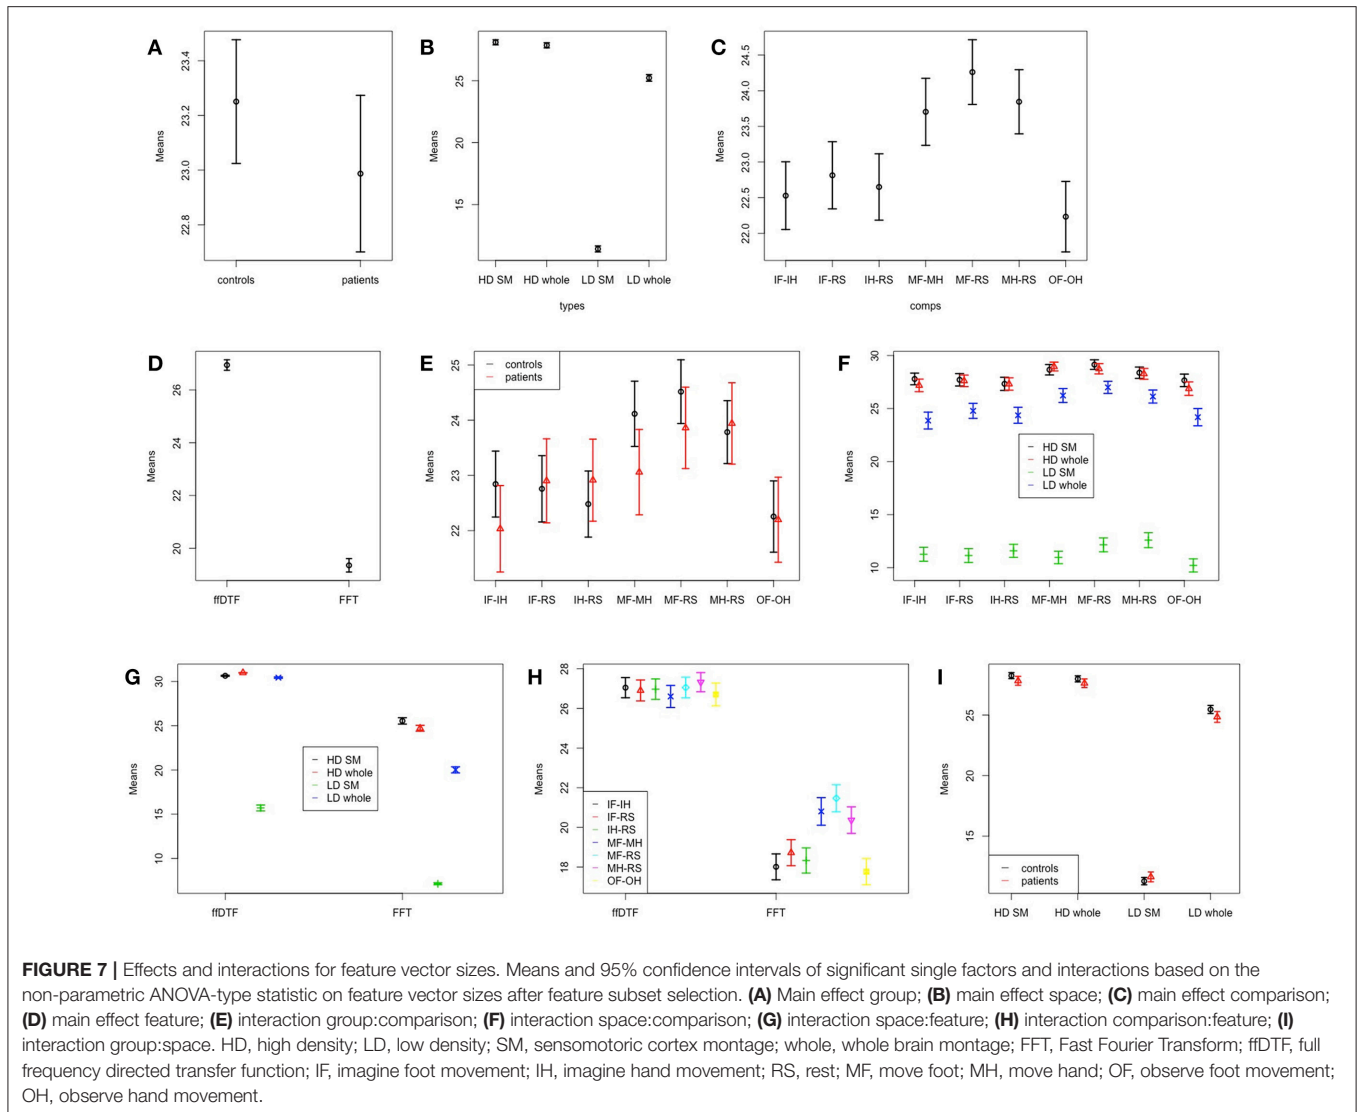 A
Means
23.4
23.2
23.0
22.8
controls
patients
B
Means
25
20
15
HD SM
HD whole
LD SM
LD whole
types
C
Means
24.5
24.0
23.5
23.0
22.5
22.0
IF-IH
IF-RS
IH-RS
MF-MH
MF-RS
MH-RS
OF-OH
comps
D
Means
26
24
22
20
ffDTF
FFT
E
controls
patients
Means
25
24
23
22
IF-IH
IF-RS
IH-RS
MF-MH
MF-RS
MH-RS
OF-OH
F
Means
30
25
20
15
10
HD SM
HD whole
LD SM
LD whole
IF-IH
IF-RS
IH-RS
MF-MH
MF-RS
MH-RS
OF-OH
G
Means
30
25
20
15
10
HD SM
HD whole
LD SM
LD whole
ffDTF
FFT
H
Means
28
26
24
22
20
18
IF-IH
IF-RS
IH-RS
MF-MH
MF-RS
MH-RS
OF-OH
ffDTF
FFT
I
Means
25
20
15
controls
patients
HD SM
HD whole
LD SM
LD whole
FIGURE 7 | Effects and interactions for feature vector sizes. Means and 95% confidence intervals of significant single factors and interactions based on the
non-parametric ANOVA-type statistic on feature vector sizes after feature subset selection. (A) Main effect group; (B) main effect space; (C) main effect comparison;
(D) main effect feature; (E) interaction group:comparison; (F) interaction space:comparison; (G) interaction space:feature; (H) interaction comparison:feature; (I)
interaction group:space. HD, high density; LD, low density; SM, sensomotoric cortex montage; whole, whole brain montage; FFT, Fast Fourier Transform; ffDTF, full
frequency directed transfer function; IF, imagine foot movement; IH, imagine hand movement; RS, rest; MF, move foot; MH, move hand; OF, observe foot movement;
OH, observe hand movement.